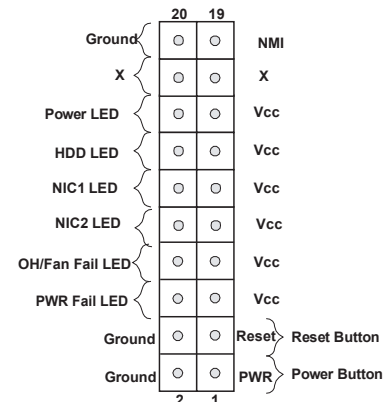 20 19
Ground NMI
X X
Power LED Vcc
HDD LED Vcc
NIC1 LED Vcc
NIC2 LED Vcc
OH/Fan Fail LED Vcc
PWR Fail LED Vcc
Ground Reset Reset Button
Ground PWR Power Button
2 1